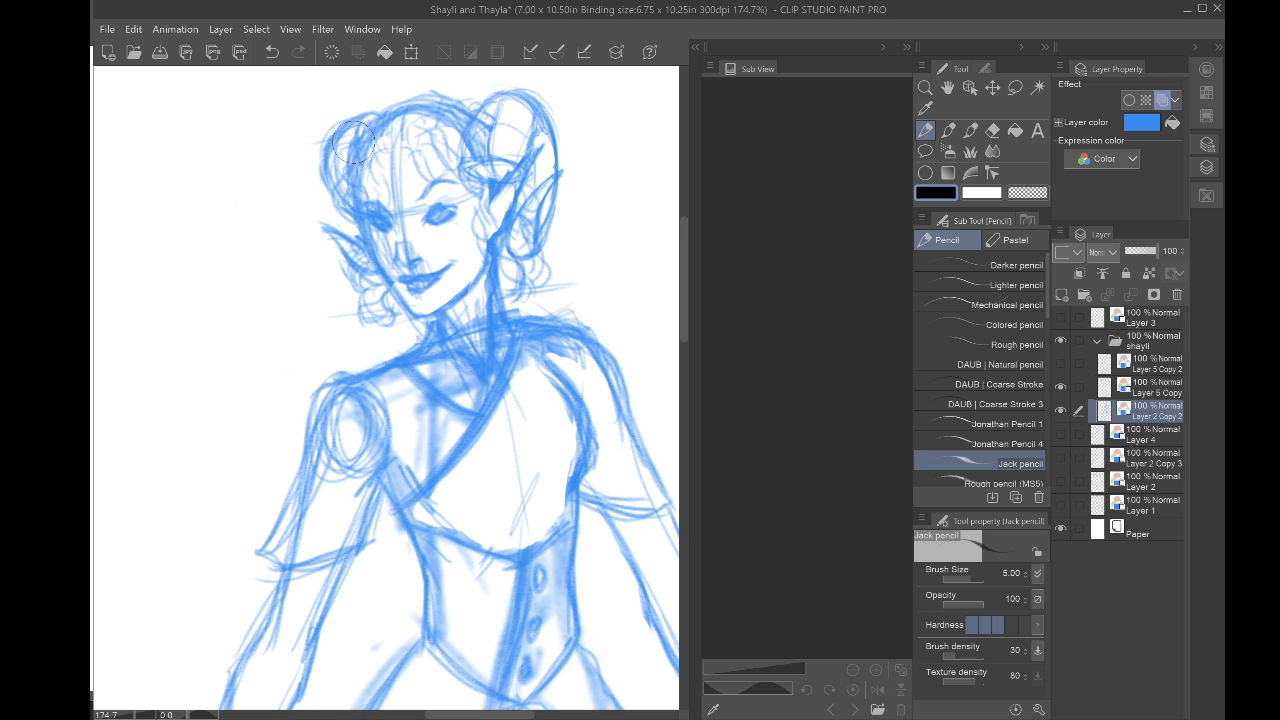 Shayli and Thayla* (7.00 x 10.50in Binding size:6.75 x 10.25in 300dpi 174.7%) - CLIP STUDIO PAINT PRO
File Edit Animation Layer Select View Filter Window Help
Sub View
Tool
Layer Property
Effect
Layer color
Expression color
Color
Sub Tool [Pencil]
Pencil Pastel
Darker pencil
Lighter pencil
Mechanical pencil
Colored pencil
Rough pencil
DAUB | Natural pencil
DAUB | Coarse Stroke
DAUB | Coarse Stroke 3
Jonathan Pencil 1
Jonathan Pencil 4
Jack pencil
Rough pencil (MS5)
Tool property [Jack pencil]
Jack pencil
Brush Size 5.00
Opacity 100
Hardness
Brush density 30
Texture density 80
Layer
Norm 100
100 % Normal
Layer 3
100 % Normal
shayli
100 % Normal
Layer 5 Copy 2
100 % Normal
Layer 5 Copy
100 % Normal
Layer 2 Copy 2
100 % Normal
Layer 4
100 % Normal
Layer 2 Copy 3
100 % Normal
Layer 2
100 % Normal
Layer 1
Paper
174.7 0.0